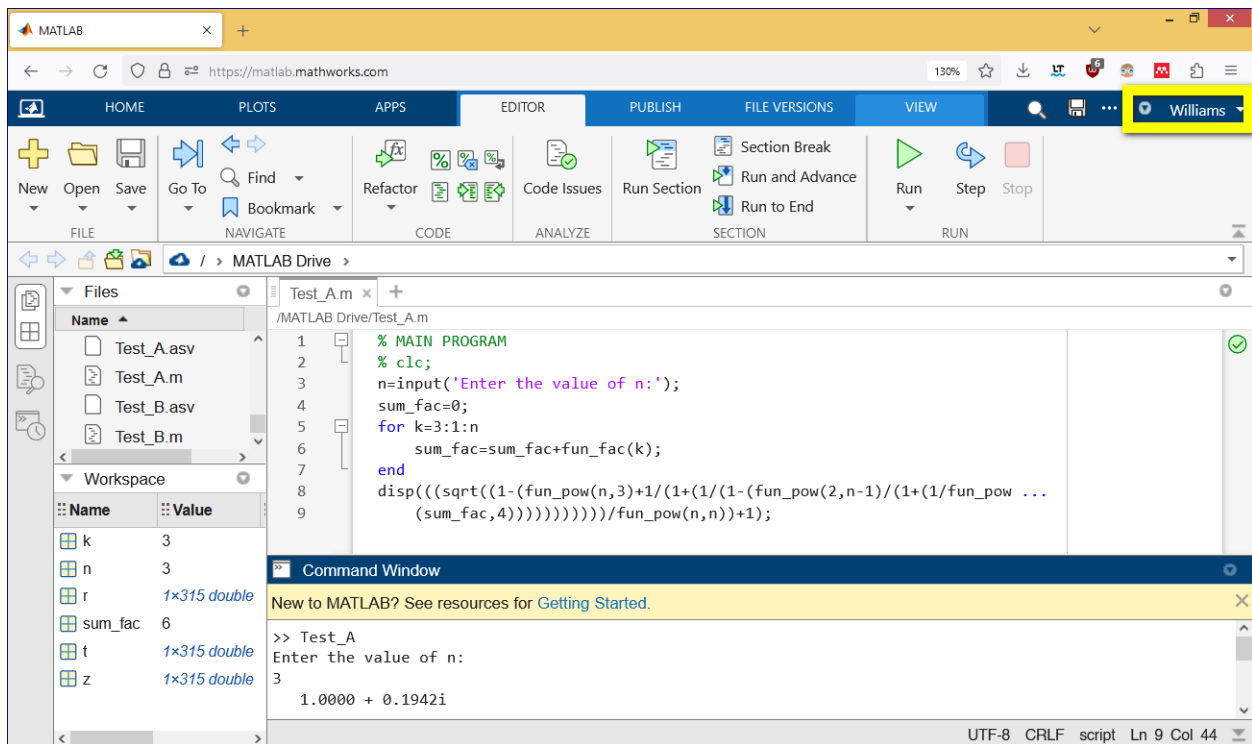 MATLAB × +
https://matlab.mathworks.com 130%
HOME PLOTS APPS EDITOR PUBLISH FILE VERSIONS VIEW Williams
New Open Save Go To Find Bookmark Refactor Code Issues Run Section Section Break Run and Advance Run to End Run Step Stop
FILE NAVIGATE CODE ANALYZE SECTION RUN
/ › MATLAB Drive ›
Files
Name
Test_A.asv
Test_A.m
Test_B.asv
Test_B.m
Workspace
Name Value
k 3
n 3
r 1×315 double
sum_fac 6
t 1×315 double
z 1×315 double
Test_A.m × +
/MATLAB Drive/Test_A.m
1 % MAIN PROGRAM
2 % clc;
3 n=input('Enter the value of n:');
4 sum_fac=0;
5 for k=3:1:n
6 sum_fac=sum_fac+fun_fac(k);
7 end
8 disp(((sqrt((1-(fun_pow(n,3)+1/(1+(1/(1-(fun_pow(2,n-1)/(1+(1/fun_pow ...
9 (sum_fac,4)))))))))))/fun_pow(n,n))+1);
Command Window
New to MATLAB? See resources for Getting Started.
>> Test_A
Enter the value of n:
3
1.0000 + 0.1942i
UTF-8 CRLF script Ln 9 Col 44